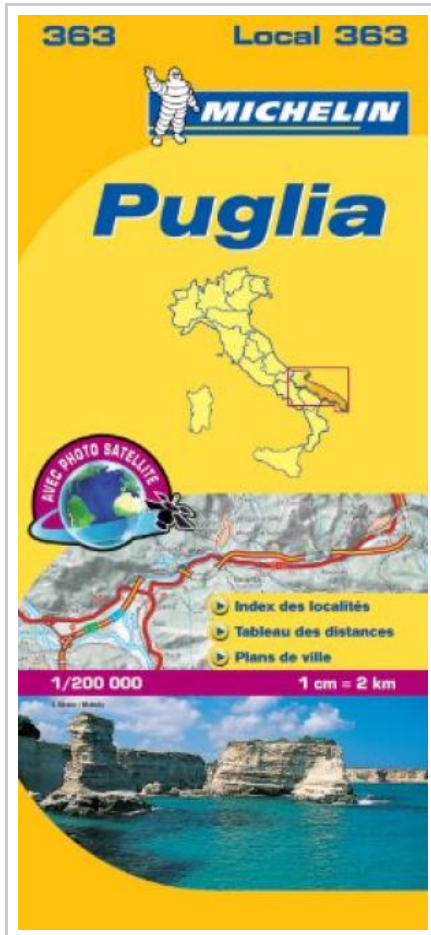 363
Local 363
MICHELIN
Puglia
AVEC PHOTO SATELLITE
Index des localités
Tableau des distances
Plans de ville
1/200 000
1 cm = 2 km